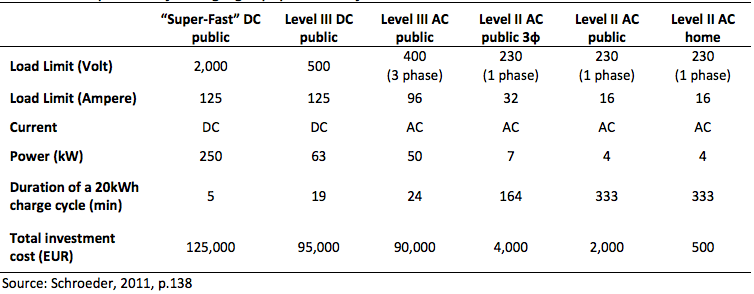 “Super-Fast” DC public Level III DC public Level III AC public Level II AC public 3ф Level II AC public Level II AC home
Load Limit (Volt) 2,000 500 400 (3 phase) 230 (1 phase) 230 (1 phase) 230 (1 phase)
Load Limit (Ampere) 125 125 96 32 16 16
Current DC DC AC AC AC AC
Power (kW) 250 63 50 7 4 4
Duration of a 20kWh charge cycle (min) 5 19 24 164 333 333
Total investment cost (EUR) 125,000 95,000 90,000 4,000 2,000 500
Source: Schroeder, 2011, p.138